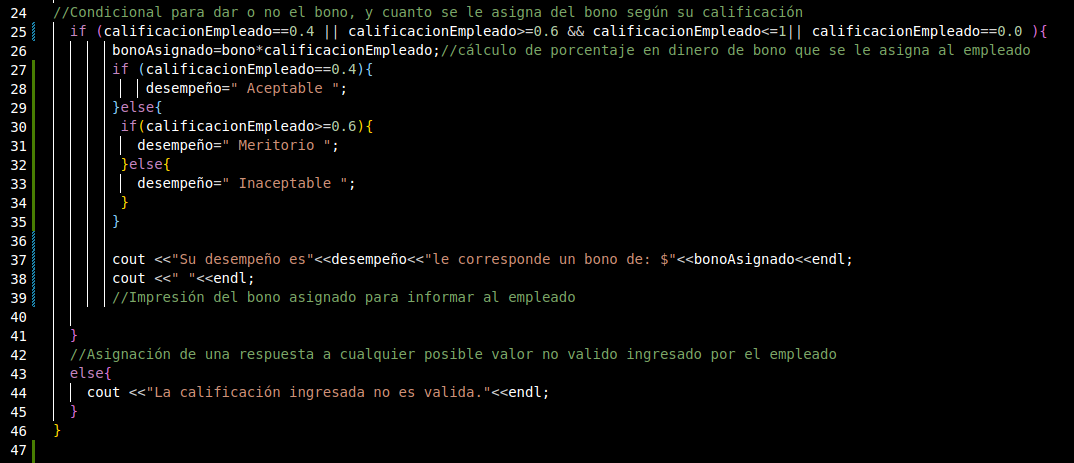 24 //Condicional para dar o no el bono, y cuanto se le asigna del bono según su calificación
25 if (calificacionEmpleado==0.4 || calificacionEmpleado>=0.6 && calificacionEmpleado<=1|| calificacionEmpleado==0.0 ){
26 bonoAsignado=bono*calificacionEmpleado;//cálculo de porcentaje en dinero de bono que se le asigna al empleado
27 if (calificacionEmpleado==0.4){
28 desempeño=" Aceptable ";
29 }else{
30 if(calificacionEmpleado>=0.6){
31 desempeño=" Meritorio ";
32 }else{
33 desempeño=" Inaceptable ";
34 }
35 }
36
37 cout <<"Su desempeño es"<<desempeño<<"le corresponde un bono de: $"<<bonoAsignado<<endl;
38 cout <<" "<<endl;
39 //Impresión del bono asignado para informar al empleado
40
41 }
42 //Asignación de una respuesta a cualquier posible valor no valido ingresado por el empleado
43 else{
44 cout <<"La calificación ingresada no es valida."<<endl;
45 }
46 }
47